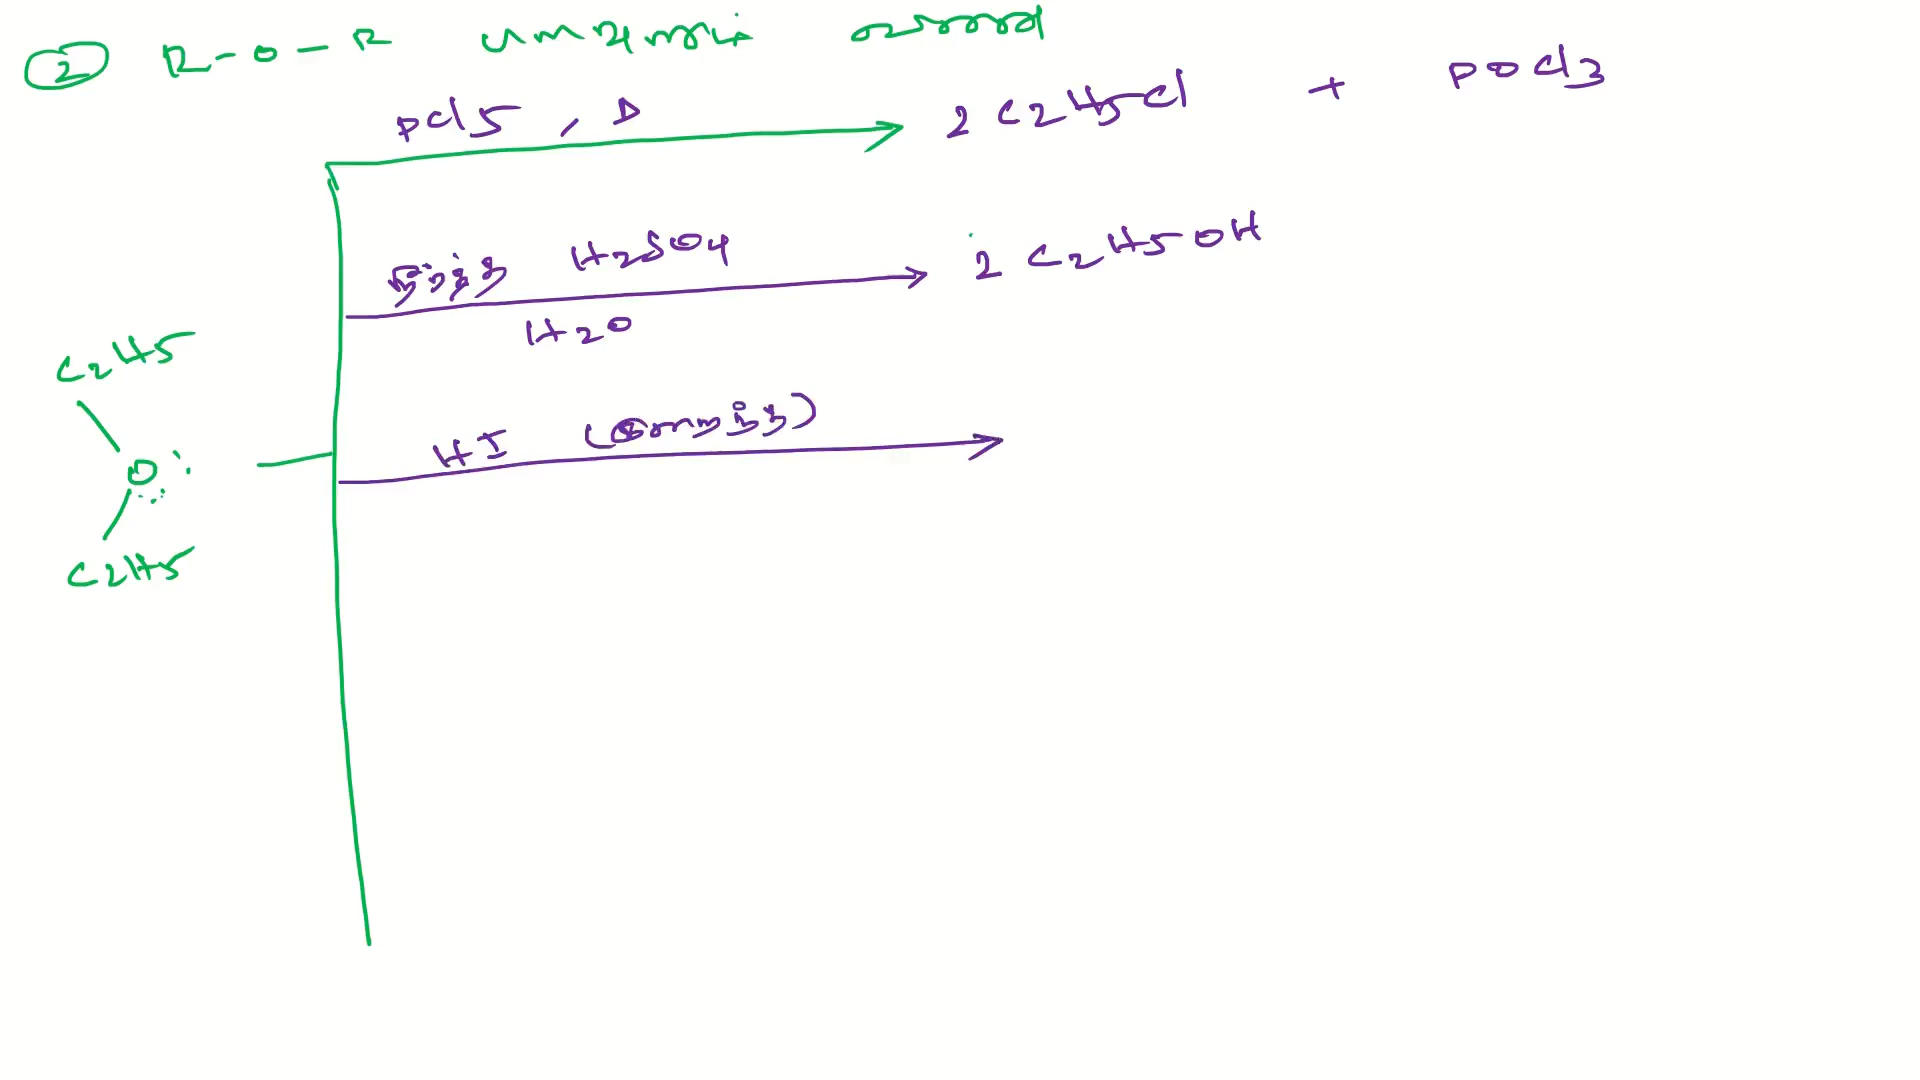 2 R-O-R
PCl5, Δ 2 C2H5Cl + POCl3
H2SO4 2 C2H5OH
H2O
C2H5
HI
O
C2H5